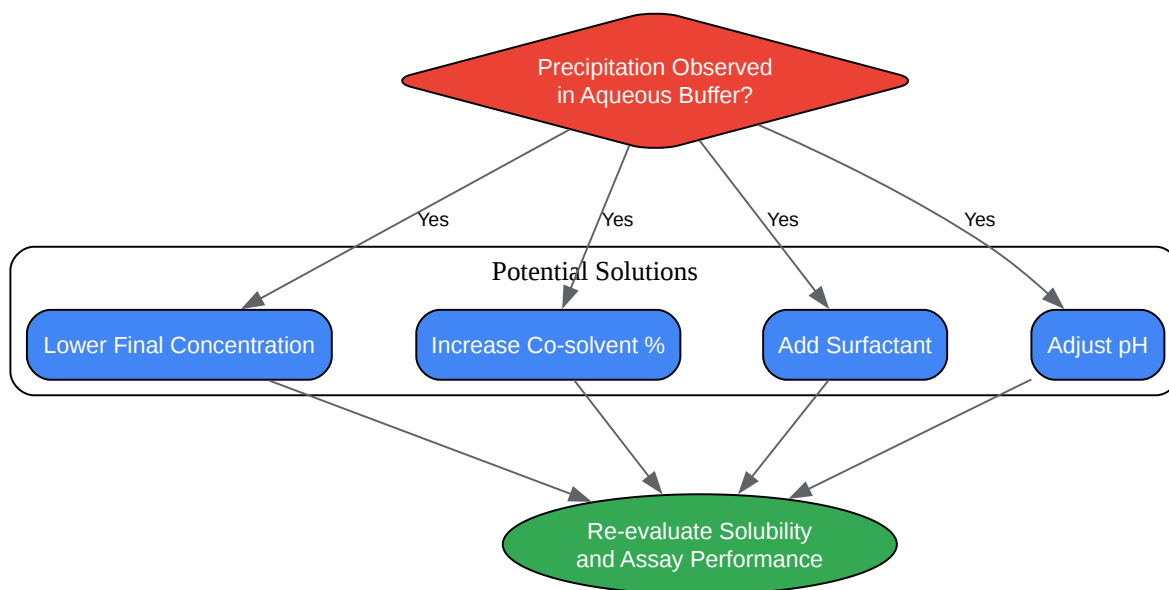 Precipitation Observed
in Aqueous Buffer?
Yes
Yes
Yes
Yes
Potential Solutions
Lower Final Concentration
Increase Co-solvent %
Add Surfactant
Adjust pH
Re-evaluate Solubility
and Assay Performance